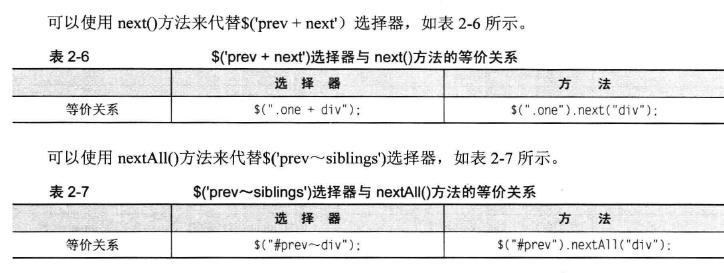 可以使用 next()方法来代替$('prev + next'）选择器，如表 2-6 所示。
表 2-6 $('prev + next')选择器与 next()方法的等价关系
选 择 器 方 法
等价关系 $(".one + div"); $(".one").next("div");
可以使用 nextAll()方法来代替$('prev～siblings')选择器，如表 2-7 所示。
表 2-7 $('prev～siblings')选择器与 nextAll()方法的等价关系
选 择 器 方 法
等价关系 $("#prev～div"); $("#prev").nextAll("div");